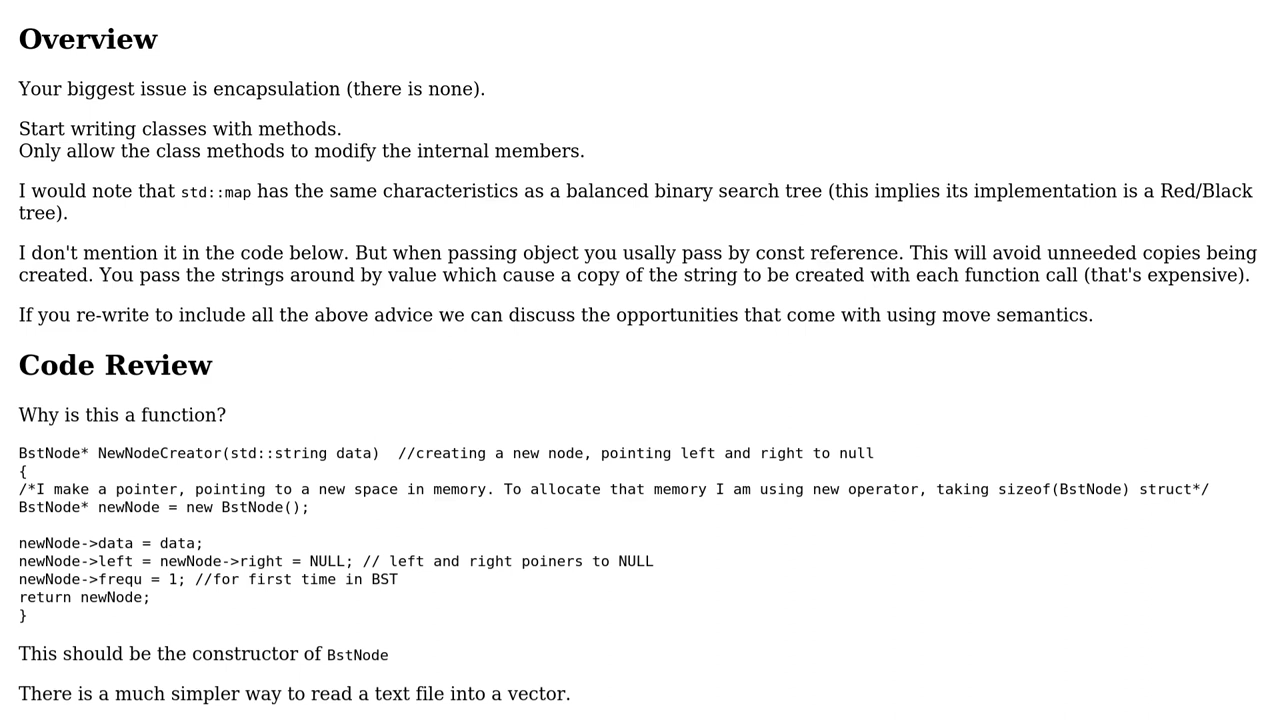 Overview
Your biggest issue is encapsulation (there is none).
Start writing classes with methods.
Only allow the class methods to modify the internal members.
I would note that std::map has the same characteristics as a balanced binary search tree (this implies its implementation is a Red/Black
tree).
I don't mention it in the code below. But when passing object you usally pass by const reference. This will avoid unneeded copies being
created. You pass the strings around by value which cause a copy of the string to be created with each function call (that's expensive).
If you re-write to include all the above advice we can discuss the opportunities that come with using move semantics.
Code Review
Why is this a function?
BstNode* NewNodeCreator(std::string data)  //creating a new node, pointing left and right to null
{
/*I make a pointer, pointing to a new space in memory. To allocate that memory I am using new operator, taking sizeof(BstNode) struct*/
BstNode* newNode = new BstNode();
newNode->data = data;
newNode->left = newNode->right = NULL; // left and right poiners to NULL
newNode->frequ = 1; //for first time in BST
return newNode;
}
This should be the constructor of BstNode
There is a much simpler way to read a text file into a vector.